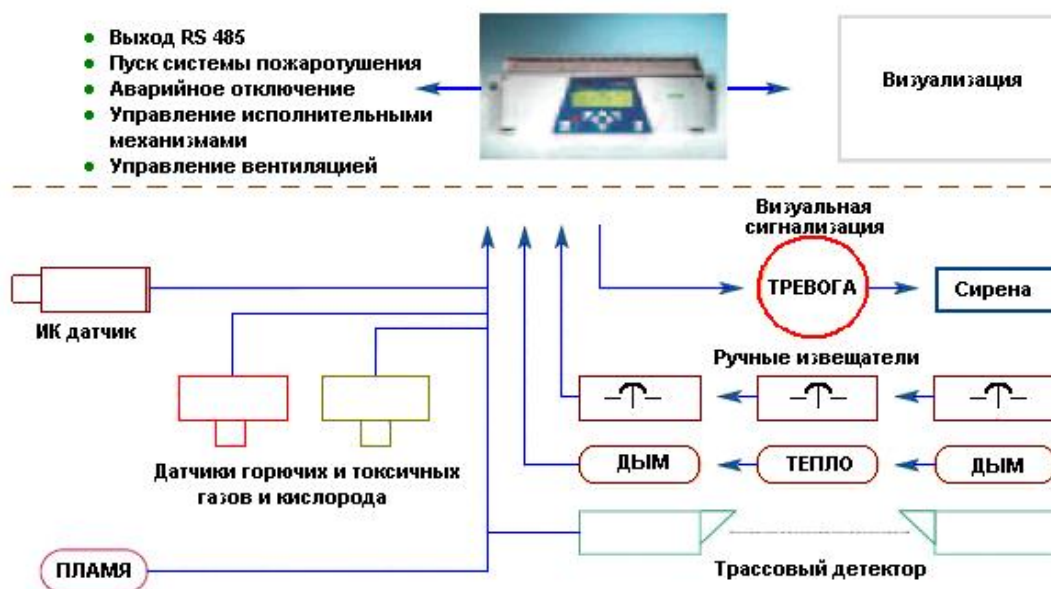 Выход RS 485
Пуск системы пожаротушения
Аварийное отключение
Управление исполнительными
механизмами
Управление вентиляцией
Визуализация
Визуальная
сигнализация
ТРЕВОГА
Сирена
ИК датчик
Ручные извещатели
Датчики горючих и токсичных
газов и кислорода
ДЫМ
ТЕПЛО
ДЫМ
ПЛАМЯ
Трассовый детектор